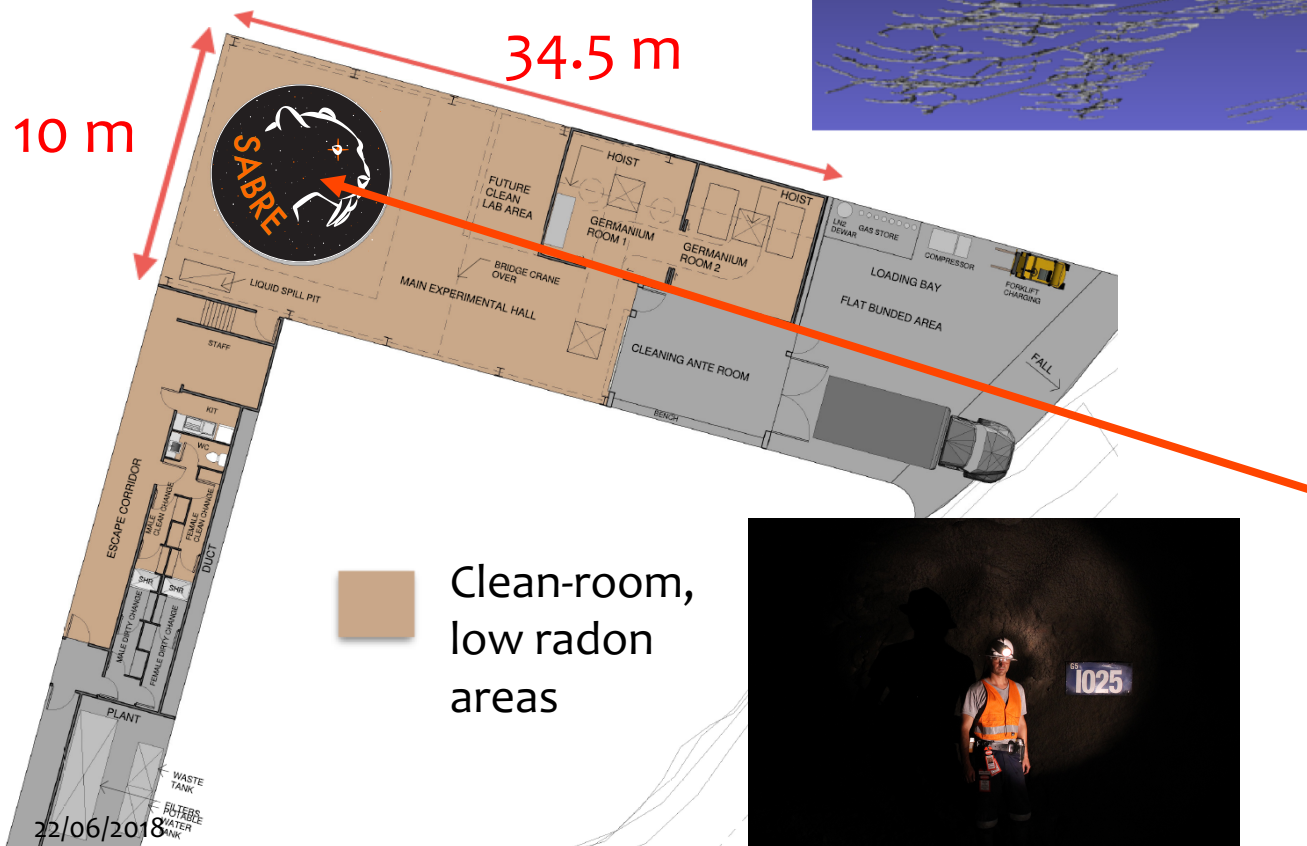 34.5 m
10 m
SABRE
HOIST
HOIST
FUTURE
CLEAN
LAB AREA
GERMANIUM
ROOM 1
GERMANIUM
ROOM 2
LN2
DEWAR
GAS STORE
COMPRESSOR
FORKLIFT
CHARGING
LOADING BAY
FLAT BUNDED AREA
BRIDGE CRANE
OVER
LIQUID SPILL PIT
MAIN EXPERIMENTAL HALL
CLEANING ANTE ROOM
FALL
BENCH
STAFF
KIT
WC
ESCAPE CORRIDOR
MALE
CLEAN CHANGE
FEMALE
CLEAN CHANGE
DUCT
SHR
SHR
MALE DIRTY CHANGE
FEMALE DIRTY CHANGE
PLANT
WASTE
TANK
FILTERS
POTABLE
WATER
TANK
Clean-room,
low radon
areas
G5
1025
22/06/2018